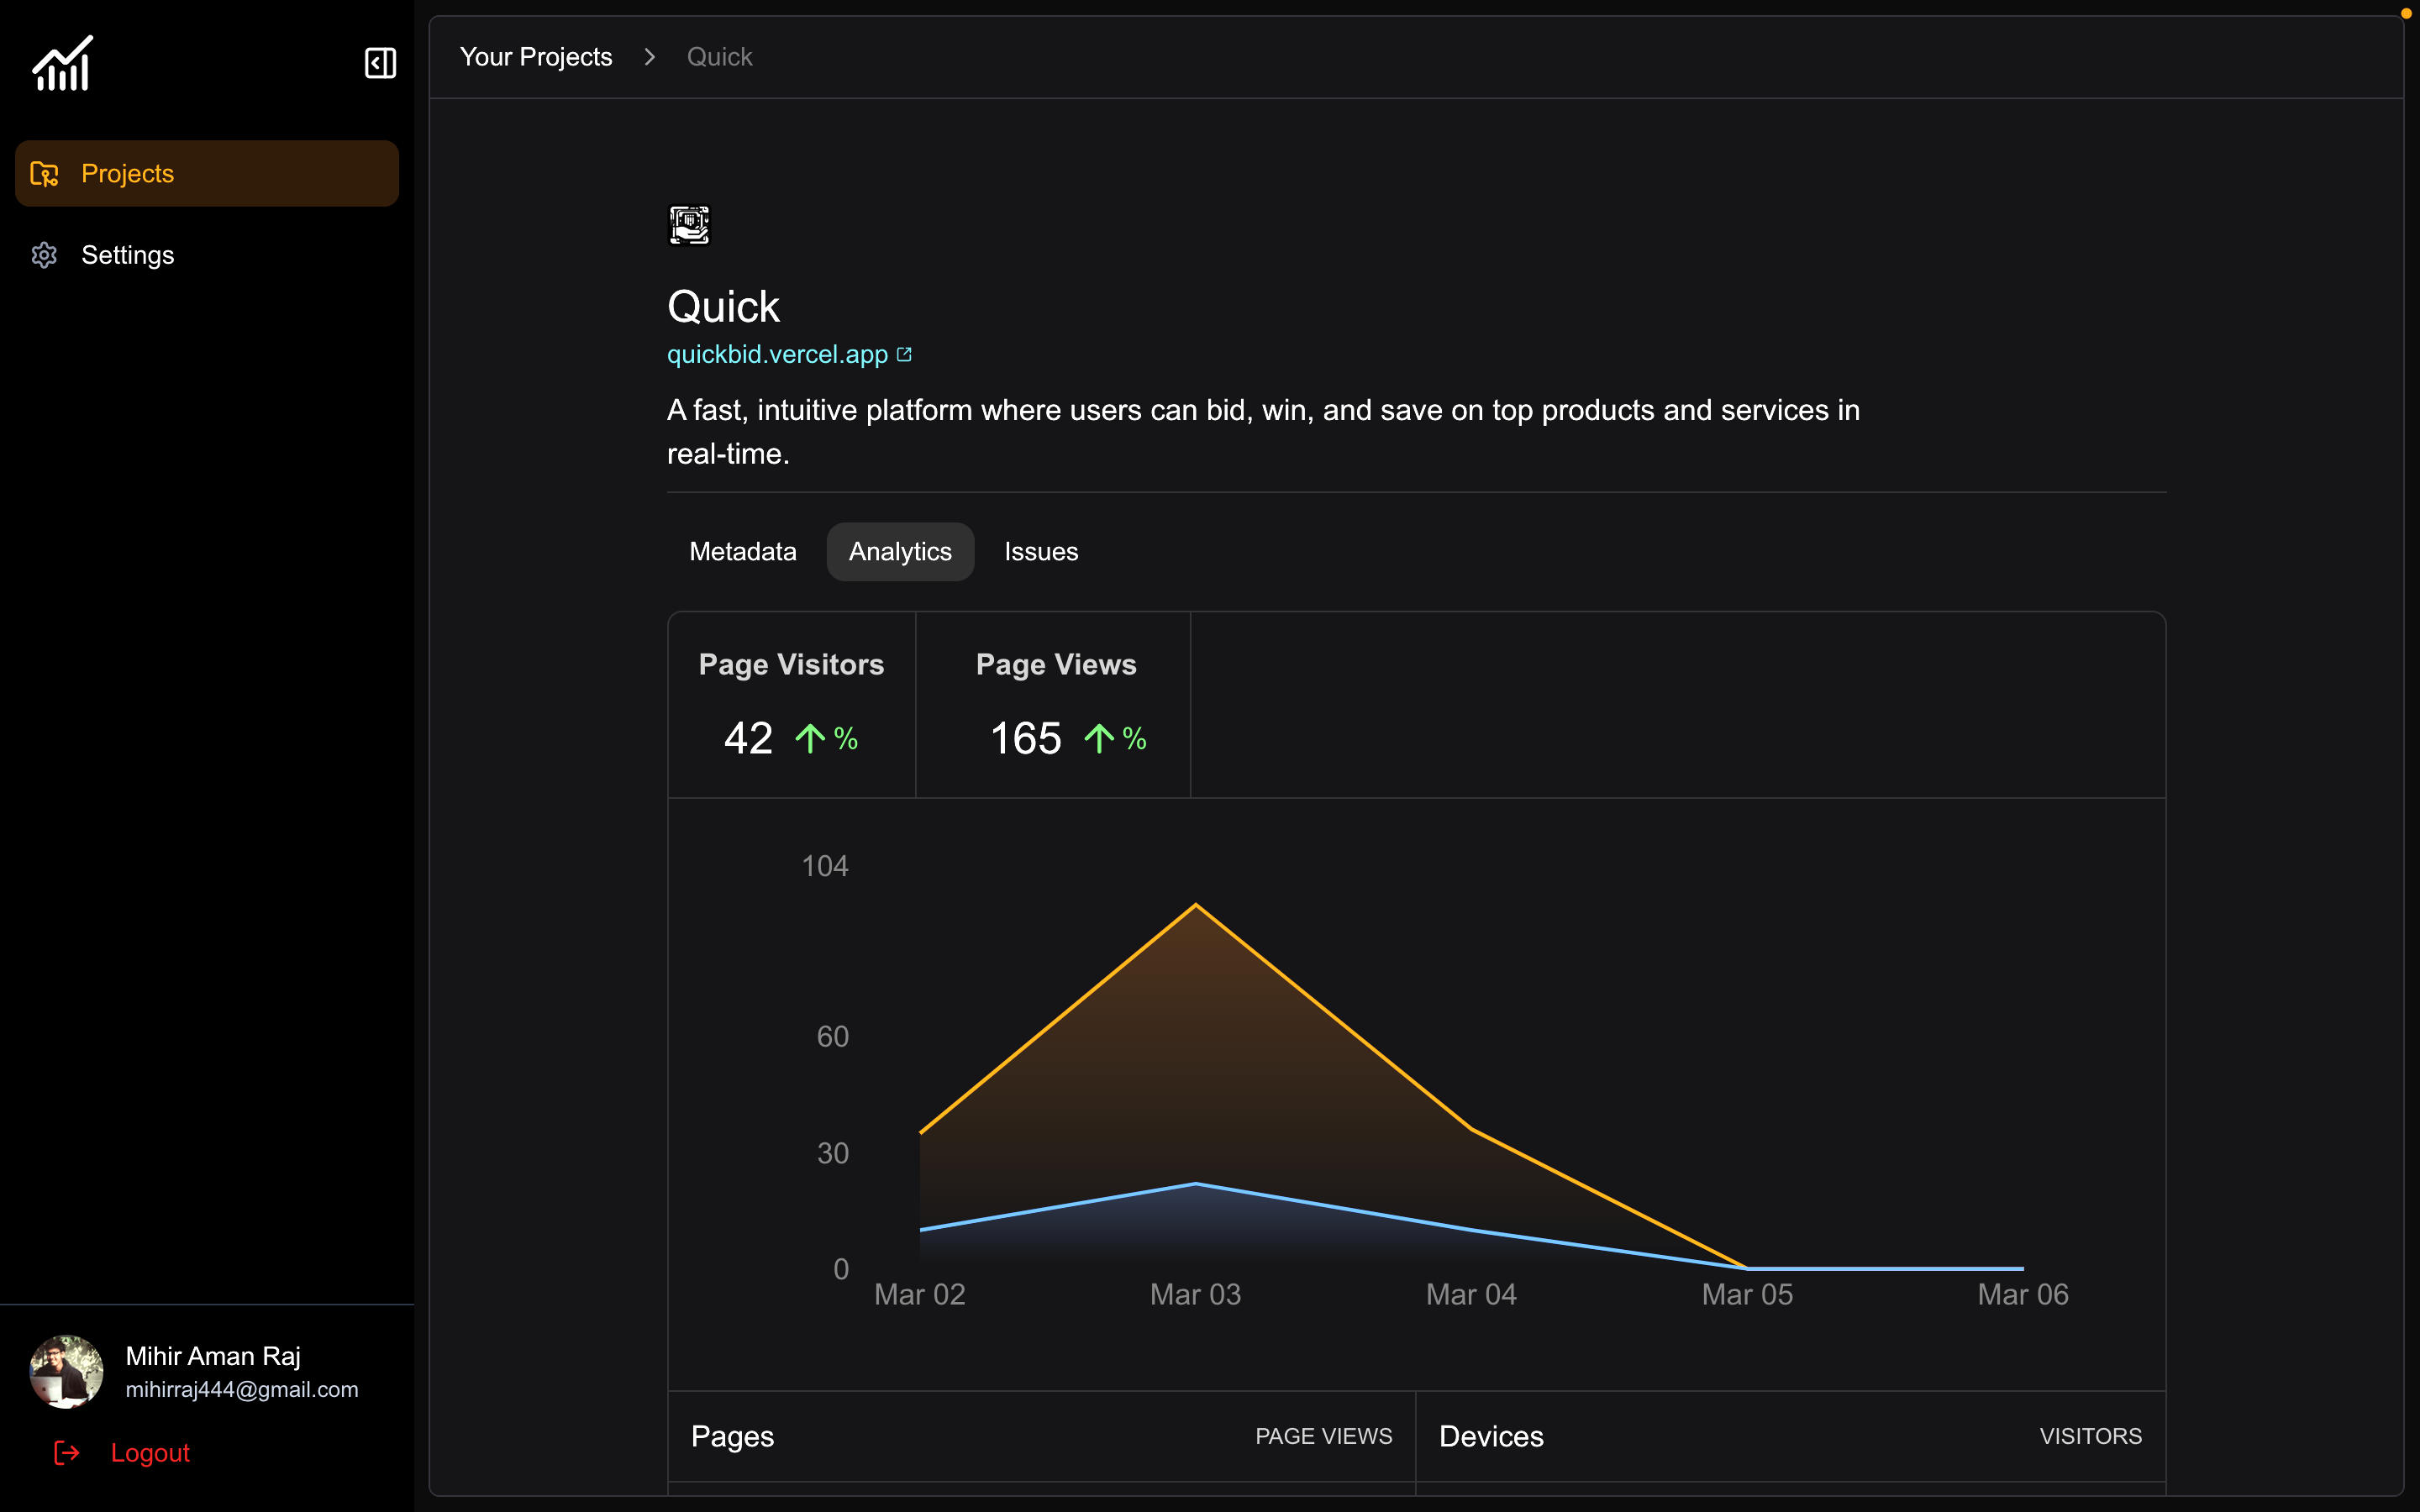 Your Projects
Quick
Projects
Settings
Quick
quickbid.vercel.app
A fast, intuitive platform where users can bid, win, and save on top products and services in
real-time.
Metadata
Analytics
Issues
Page Visitors
Page Views
42 %
165 %
104
60
30
0
Mar 02
Mar 03
Mar 04
Mar 05
Mar 06
Pages
PAGE VIEWS
Devices
VISITORS
Mihir Aman Raj
mihirraj444@gmail.com
Logout